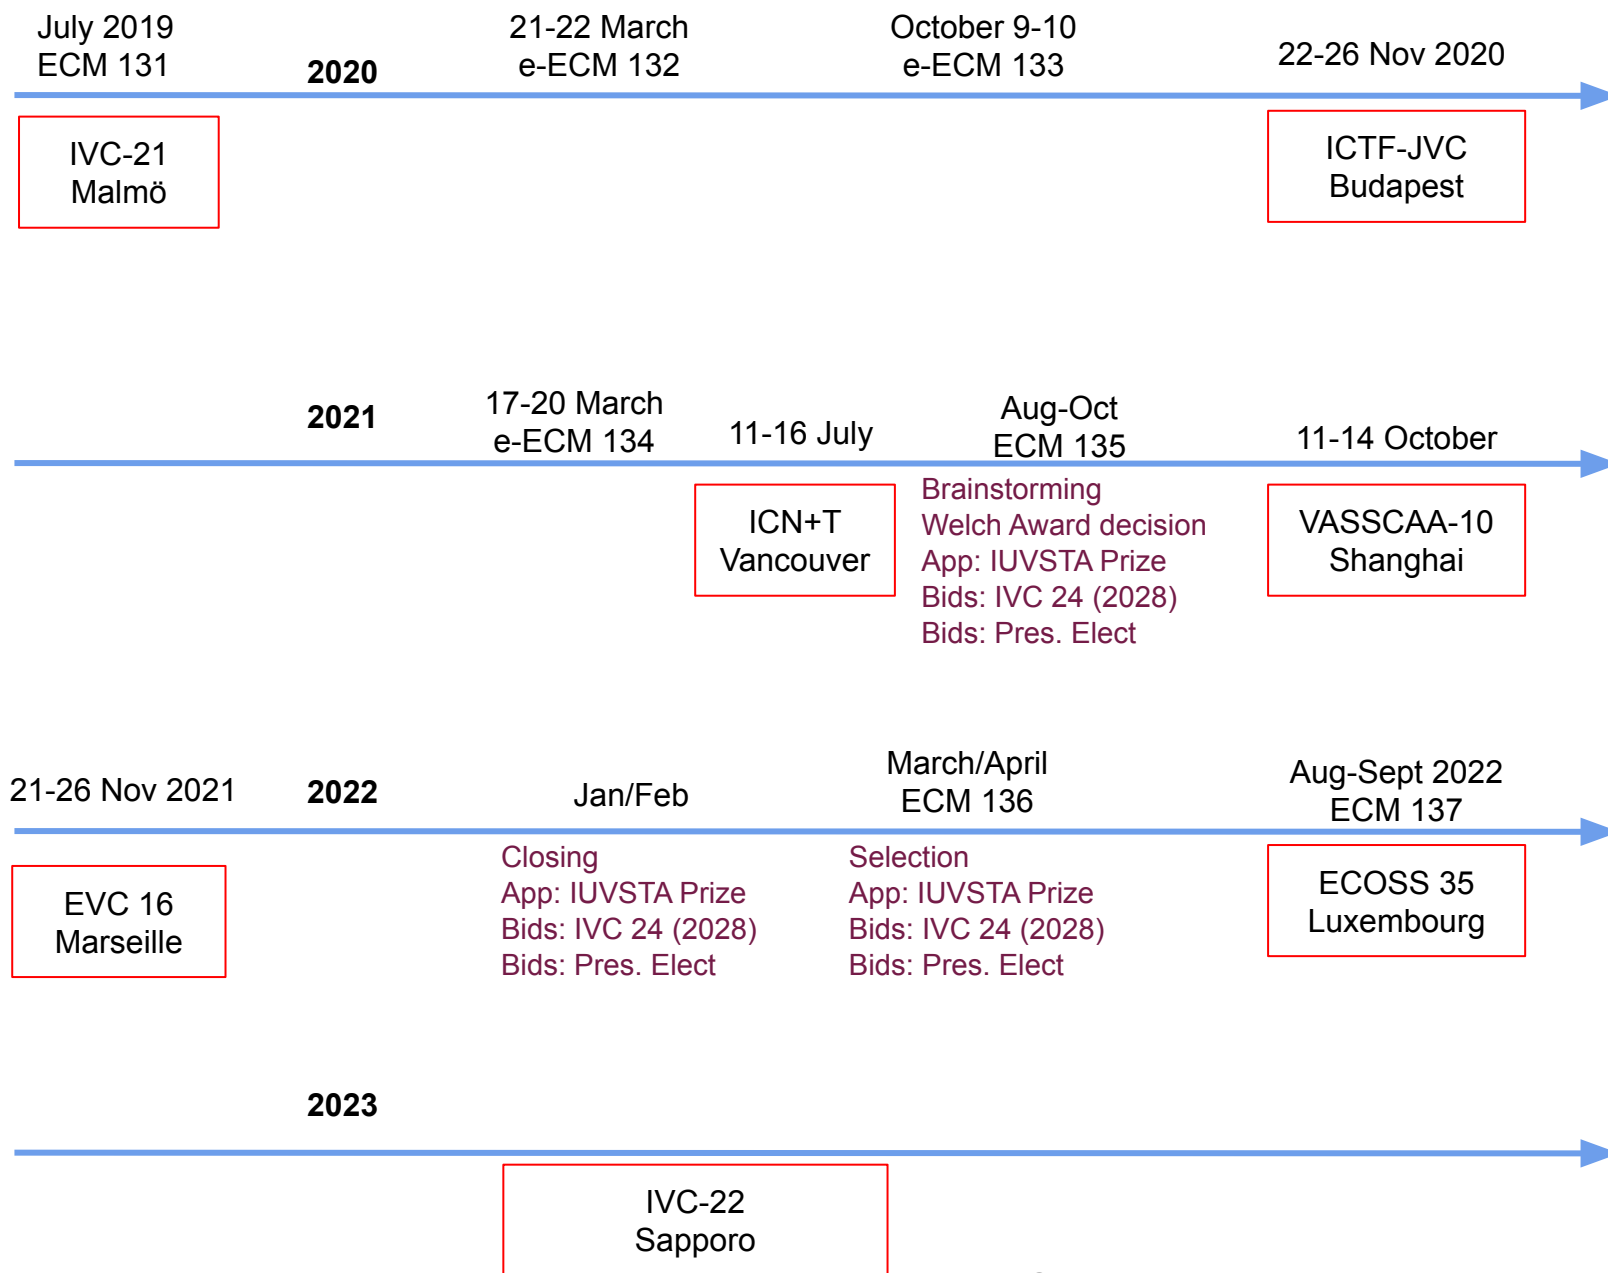 July 2019
ECM 131
2020
21-22 March
e-ECM 132
October 9-10
e-ECM 133
22-26 Nov 2020
IVC-21
Malmö
ICTF-JVC
Budapest
2021
17-20 March
e-ECM 134
11-16 July
Aug-Oct
ECM 135
11-14 October
ICN+T
Vancouver
Brainstorming
Welch Award decision
App: IUVSTA Prize
Bids: IVC 24 (2028)
Bids: Pres. Elect
VASSCAA-10
Shanghai
21-26 Nov 2021
2022
Jan/Feb
March/April
ECM 136
Aug-Sept 2022
ECM 137
EVC 16
Marseille
Closing
App: IUVSTA Prize
Bids: IVC 24 (2028)
Bids: Pres. Elect
Selection
App: IUVSTA Prize
Bids: IVC 24 (2028)
Bids: Pres. Elect
ECOSS 35
Luxembourg
2023
IVC-22
Sapporo